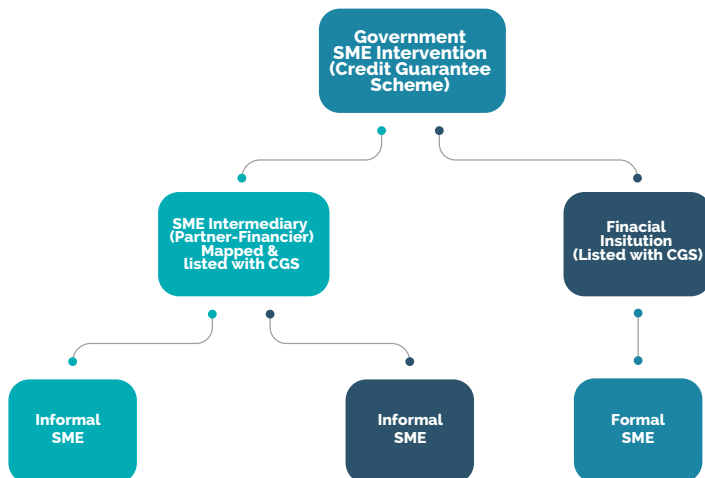 Government
SME Intervention
(Credit Guarantee
Scheme)
SME Intermediary
(Partner-Financier)
Mapped &
listed with CGS
Finacial
Insitution
(Listed with CGS)
Informal
SME
Informal
SME
Formal
SME